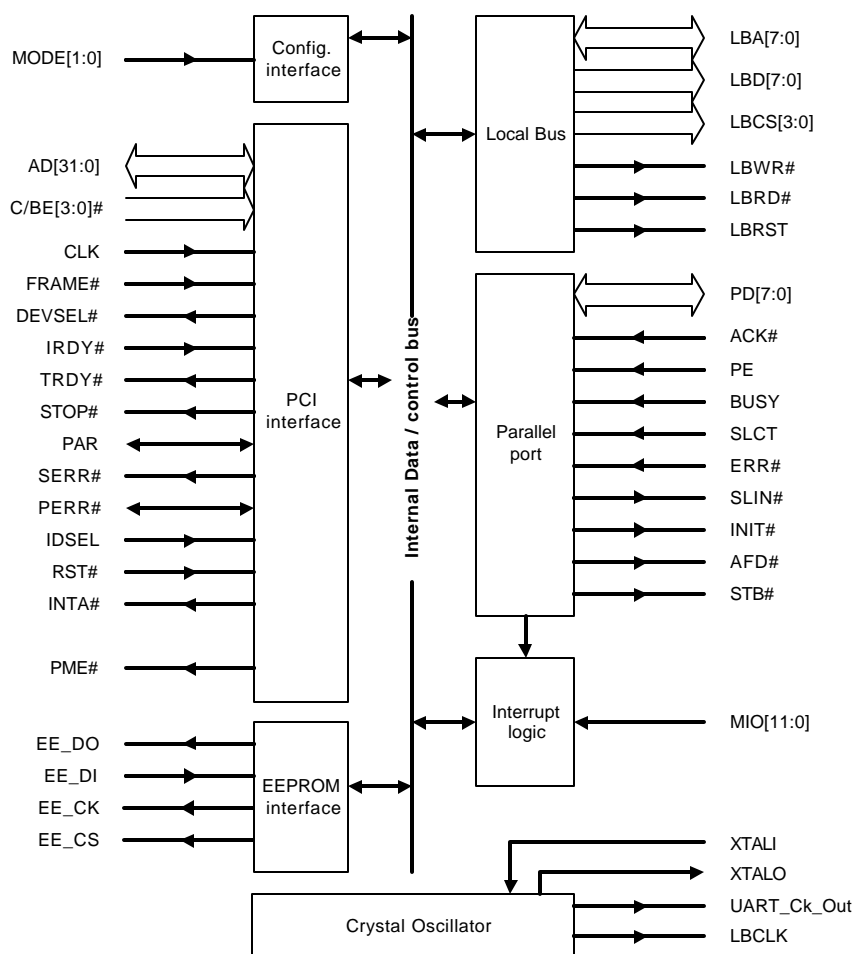 MODE[1:0]
Config.
interface
AD[31:0]
C/BE[3:0]#
CLK
FRAME#
DEVSEL#
IRDY#
TRDY#
STOP#
PAR
SERR#
PERR#
IDSEL
RST#
INTA#
PME#
PCI
interface
EE_DO
EE_DI
EE_CK
EE_CS
EEPROM
interface
Internal Data / control bus
Local Bus
LBA[7:0]
LBD[7:0]
LBCS[3:0]
LBWR#
LBRD#
LBRST
Parallel
port
PD[7:0]
ACK#
PE
BUSY
SLCT
ERR#
SLIN#
INIT#
AFD#
STB#
Interrupt
logic
MIO[11:0]
Crystal Oscillator
XTALI
XTALO
UART_Ck_Out
LBCLK